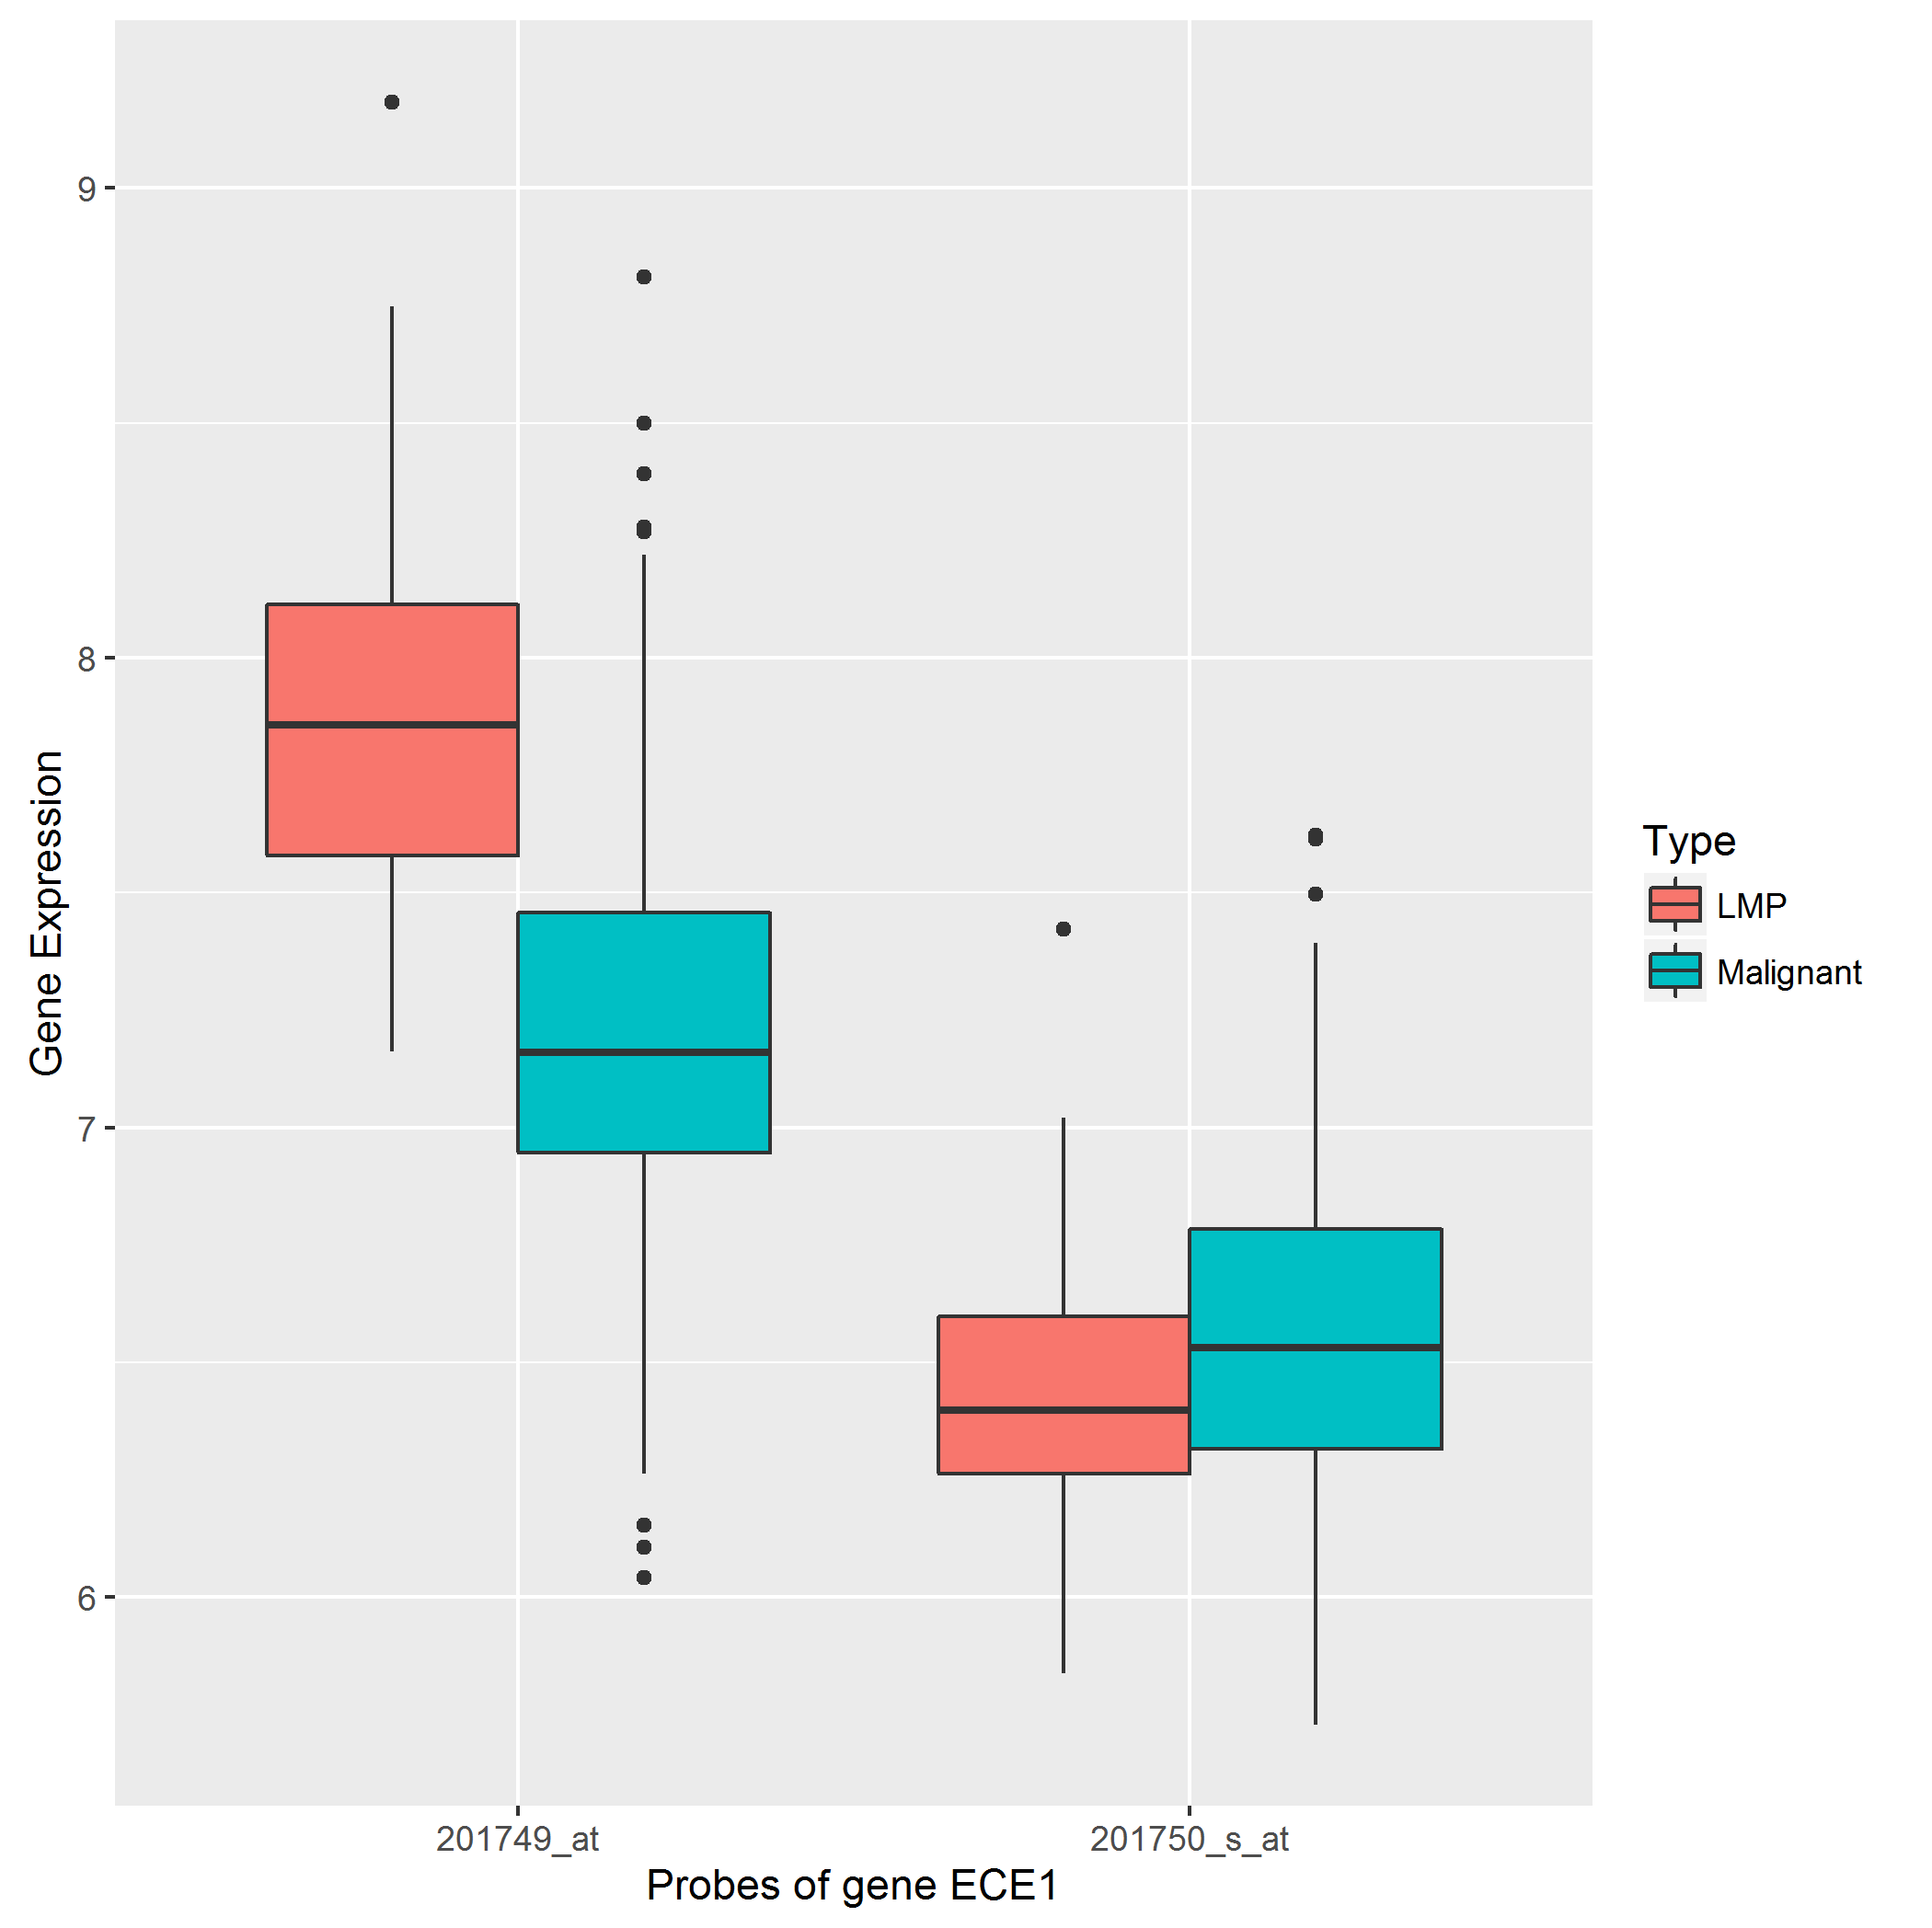 Gene Expression
9
8
7
6
201749_at
201750_s_at
Probes of gene ECE1
Type
LMP
Malignant